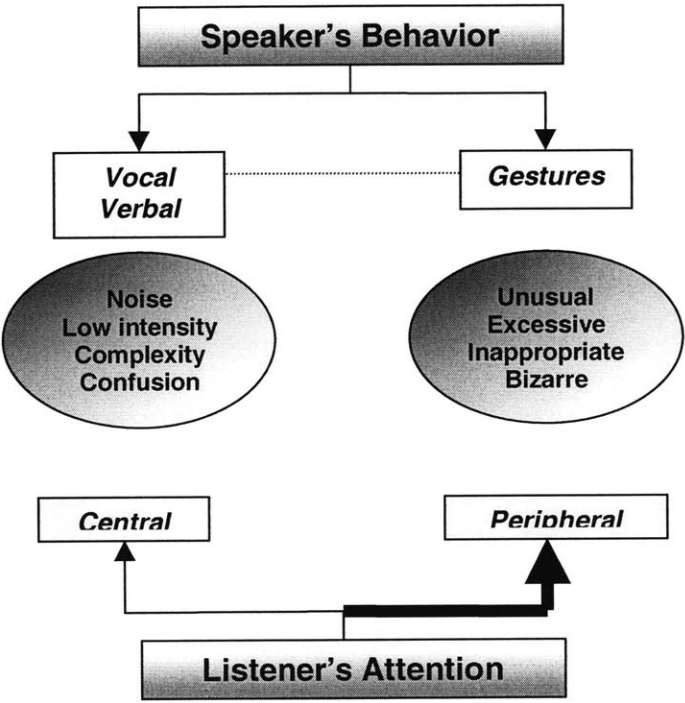 Speaker's Behavior
Vocal
Verbal
Gestures
Noise
Low intensity
Complexity
Confusion
Unusual
Excessive
Inappropriate
Bizarre
Central
Peripheral
Listener's Attention